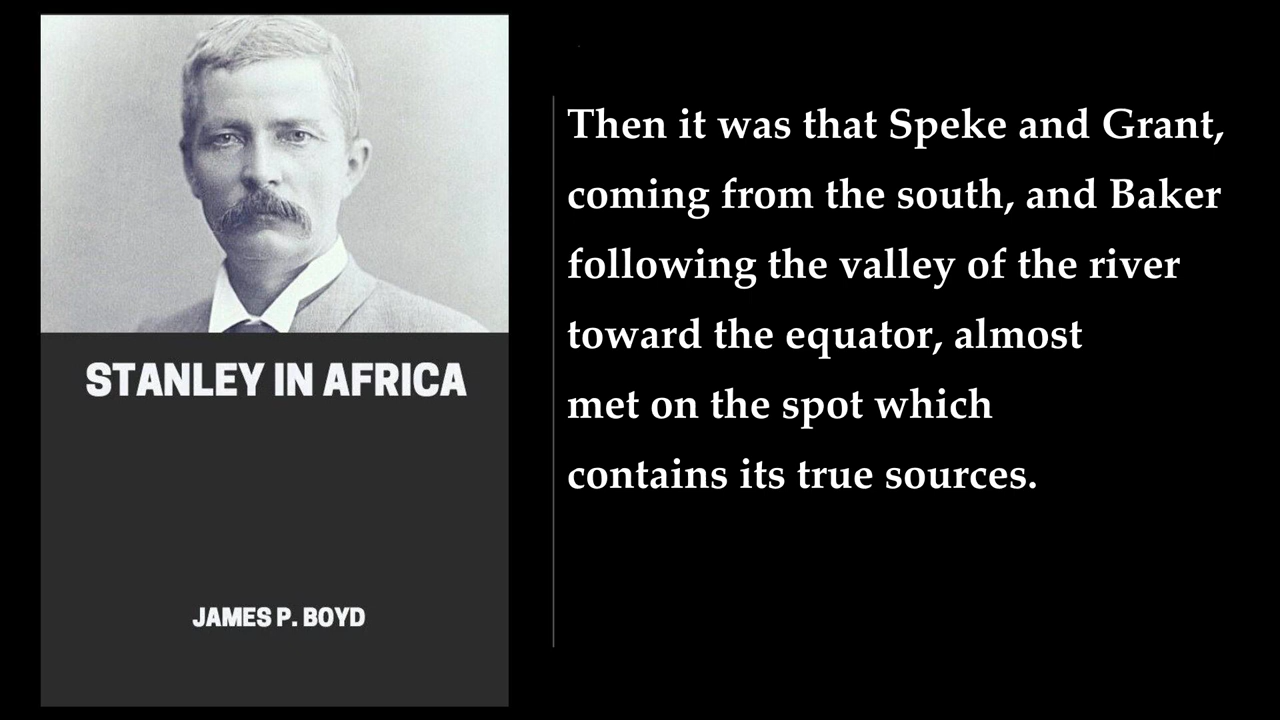 STANLEY IN AFRICA
JAMES P. BOYD
Then it was that Speke and Grant,
coming from the south, and Baker
following the valley of the river
toward the equator, almost
met on the spot which
contains its true sources.